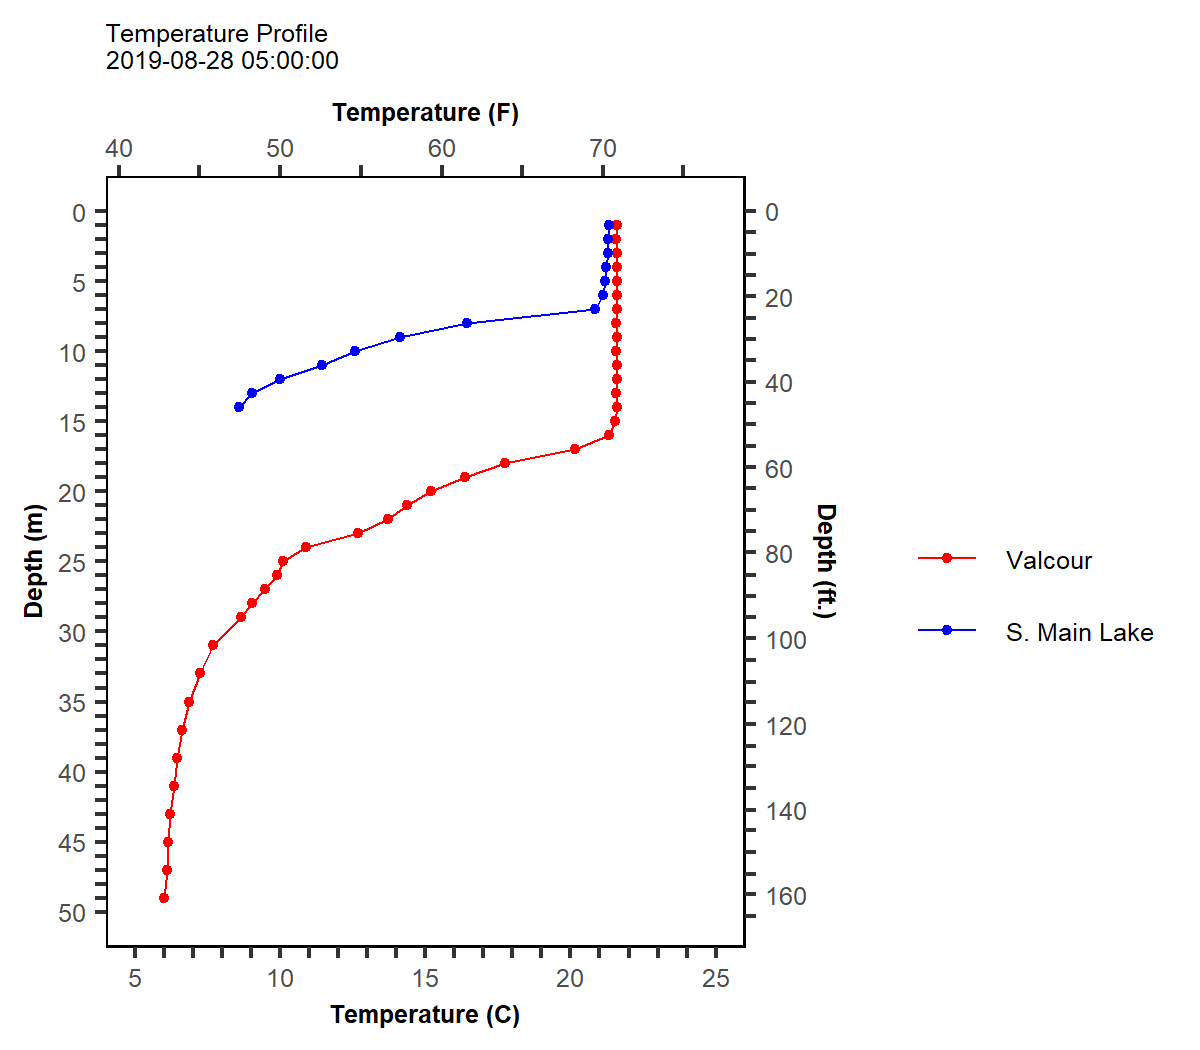 Temperature Profile
2019-08-28 05:00:00
Temperature (F)
40 50 60 70
0
5
10
15
20
25
30
35
40
45
50
Depth (m)
0
20
40
60
80
100
120
140
160
Depth (ft.)
Valcour
S. Main Lake
5 10 15 20 25
Temperature (C)